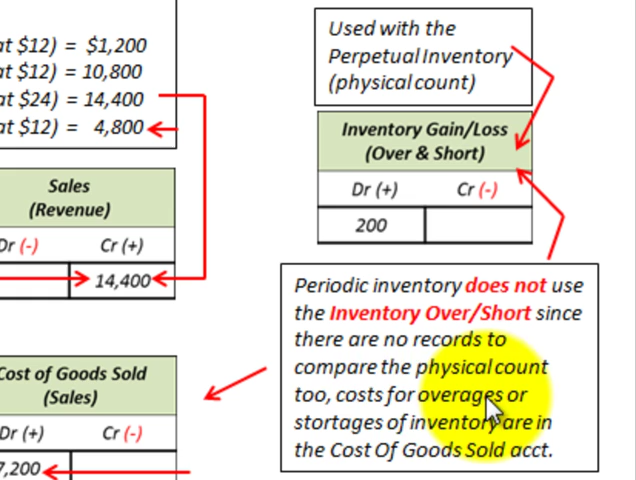 at $12) = $1,200
at $12) = 10,800
at $24) = 14,400
at $12) = 4,800
Sales
(Revenue)
Dr (-) Cr (+)
14,400
Cost of Goods Sold
(Sales)
Dr (+) Cr (-)
7,200
Used with the
Perpetual Inventory
(physical count)
Inventory Gain/Loss
(Over & Short)
Dr (+) Cr (-)
200
Periodic inventory does not use
the Inventory Over/Short since
there are no records to
compare the physical count
too, costs for overages or
stortages of inventory are in
the Cost Of Goods Sold acct.